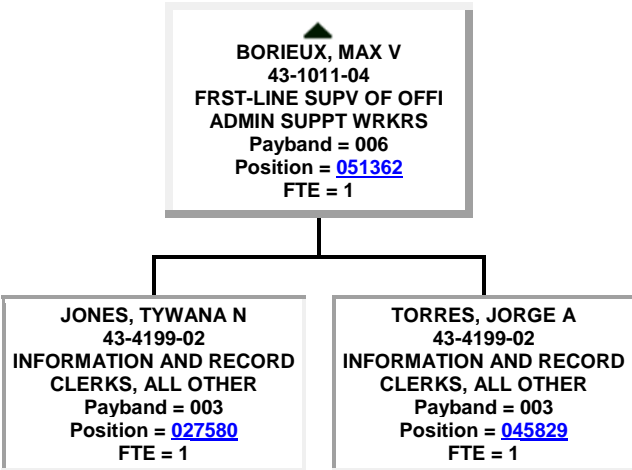 BORIEUX, MAX V
43-1011-04
FRST-LINE SUPV OF OFFI
ADMIN SUPPT WRKRS
Payband = 006
Position = 051362
FTE = 1
JONES, TYWANA N
43-4199-02
INFORMATION AND RECORD
CLERKS, ALL OTHER
Payband = 003
Position = 027580
FTE = 1
TORRES, JORGE A
43-4199-02
INFORMATION AND RECORD
CLERKS, ALL OTHER
Payband = 003
Position = 045829
FTE = 1